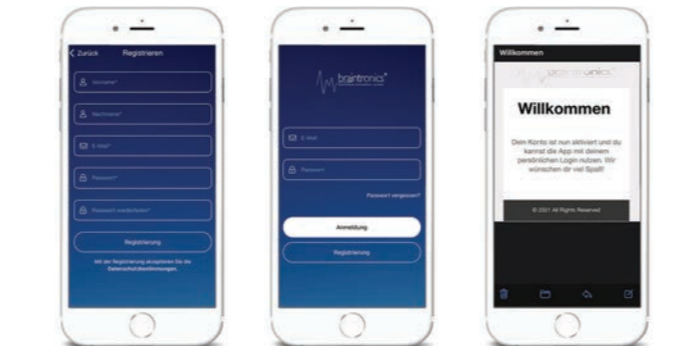 Zurück Registrieren
Vorname*
Nachname*
E-Mail*
Passwort*
Passwort wiederholen*
Registrierung
Mit der Registrierung akzeptieren Sie die
Datenschutzbestimmungen.
braintronics®
E-Mail
Passwort
Passwort vergessen?
Anmeldung
Registrierung
Willkommen
Willkommen
Dein Konto ist nun aktiviert und du
kannst die App mit deinem
persönlichen Login nutzen. Wir
wünschen dir viel Spaß!
© 2021 All Rights Reserved